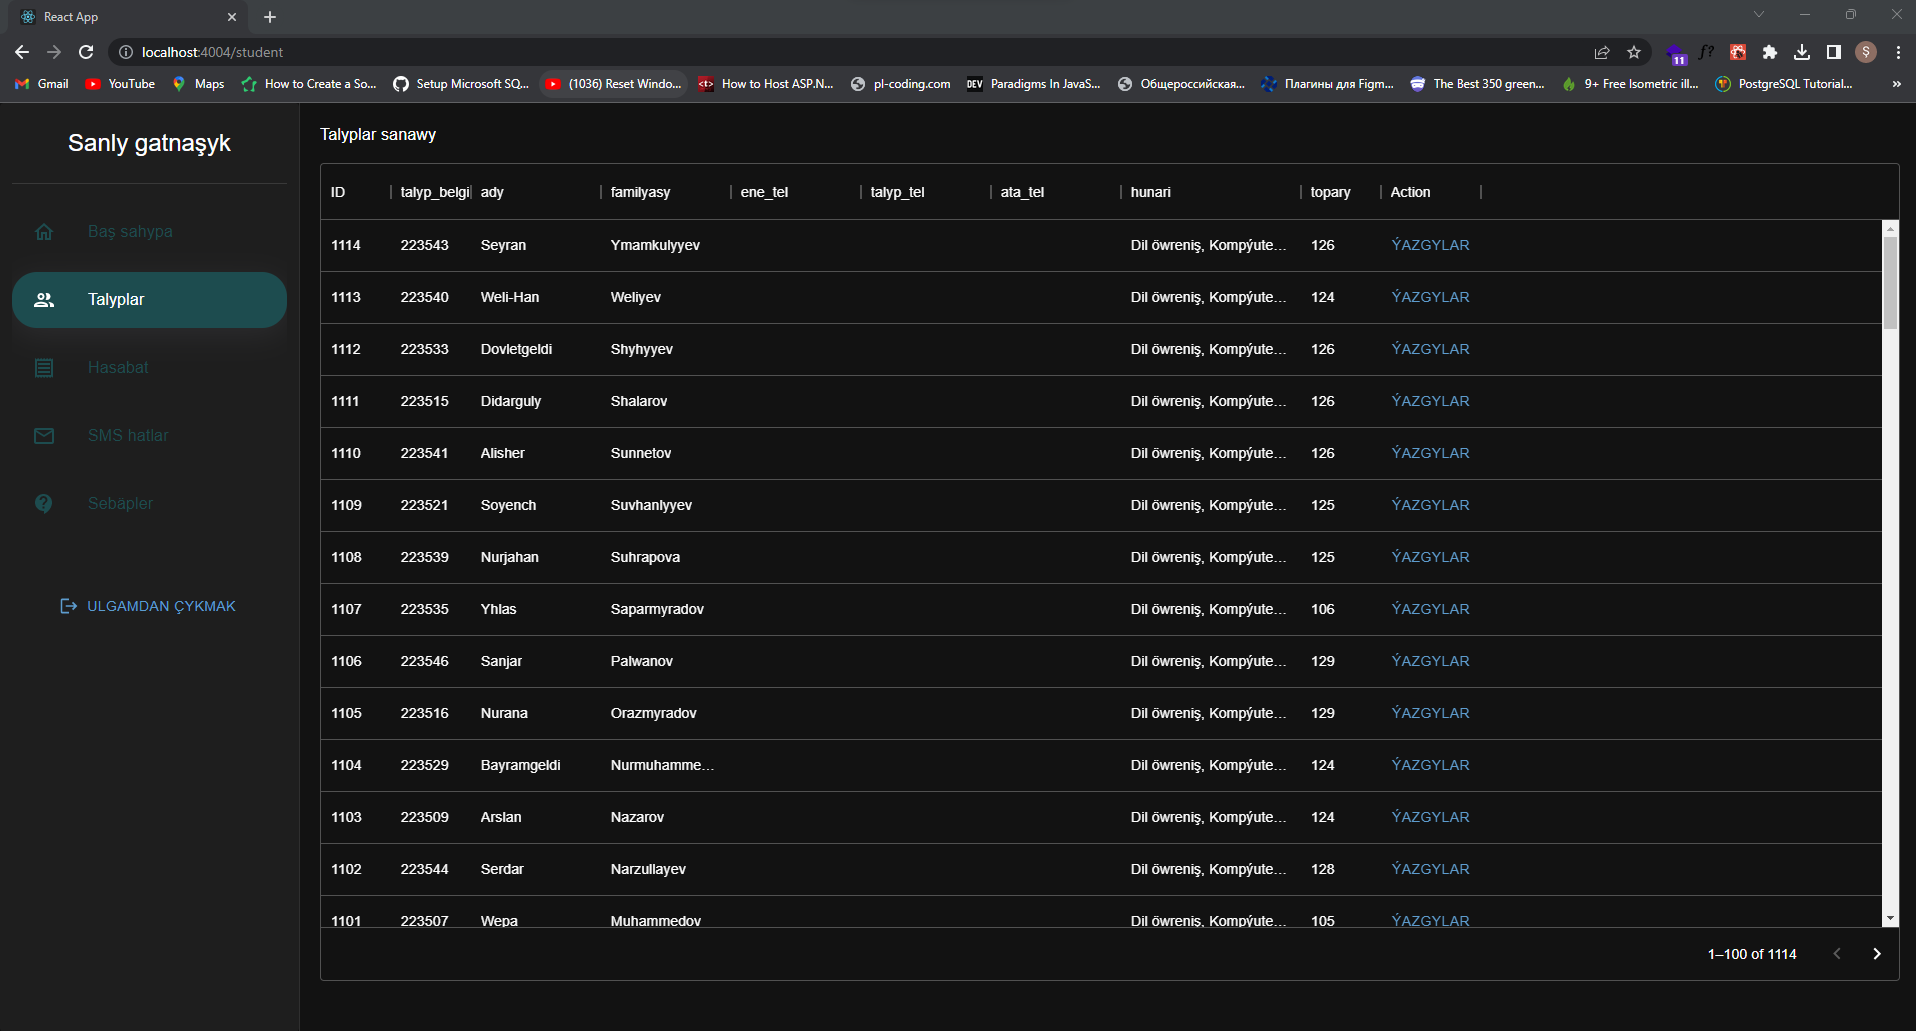 React App
localhost:4004/student
11
Ş
Gmail YouTube Maps How to Create a So... Setup Microsoft SQ... (1036) Reset Windo... How to Host ASP.N... pl-coding.com DEV Paradigms In JavaS... Общероссийская... Плагины для Figm... The Best 350 green... 9+ Free Isometric ill... PostgreSQL Tutorial... »
Sanly gatnaşyk
Baş sahypa
Talyplar
Hasabat
SMS hatlar
Sebäpler
ULGAMDAN ÇYKMAK
Talyplar sanawy
ID talyp_belgi ady familyasy ene_tel talyp_tel ata_tel hunari topary Action
1114 223543 Seyran Ymamkulyyev Dil öwreniş, Kompýute... 126 ÝAZGYLAR
1113 223540 Weli-Han Weliyev Dil öwreniş, Kompýute... 124 ÝAZGYLAR
1112 223533 Dovletgeldi Shyhyyev Dil öwreniş, Kompýute... 126 ÝAZGYLAR
1111 223515 Didarguly Shalarov Dil öwreniş, Kompýute... 126 ÝAZGYLAR
1110 223541 Alisher Sunnetov Dil öwreniş, Kompýute... 126 ÝAZGYLAR
1109 223521 Soyench Suvhanlyyev Dil öwreniş, Kompýute... 125 ÝAZGYLAR
1108 223539 Nurjahan Suhrapova Dil öwreniş, Kompýute... 125 ÝAZGYLAR
1107 223535 Yhlas Saparmyradov Dil öwreniş, Kompýute... 106 ÝAZGYLAR
1106 223546 Sanjar Palwanov Dil öwreniş, Kompýute... 129 ÝAZGYLAR
1105 223516 Nurana Orazmyradov Dil öwreniş, Kompýute... 129 ÝAZGYLAR
1104 223529 Bayramgeldi Nurmuhamme... Dil öwreniş, Kompýute... 124 ÝAZGYLAR
1103 223509 Arslan Nazarov Dil öwreniş, Kompýute... 124 ÝAZGYLAR
1102 223544 Serdar Narzullayev Dil öwreniş, Kompýute... 128 ÝAZGYLAR
1101 223507 Wepa Muhammedov Dil öwreniş, Kompýute... 105 ÝAZGYLAR
1–100 of 1114